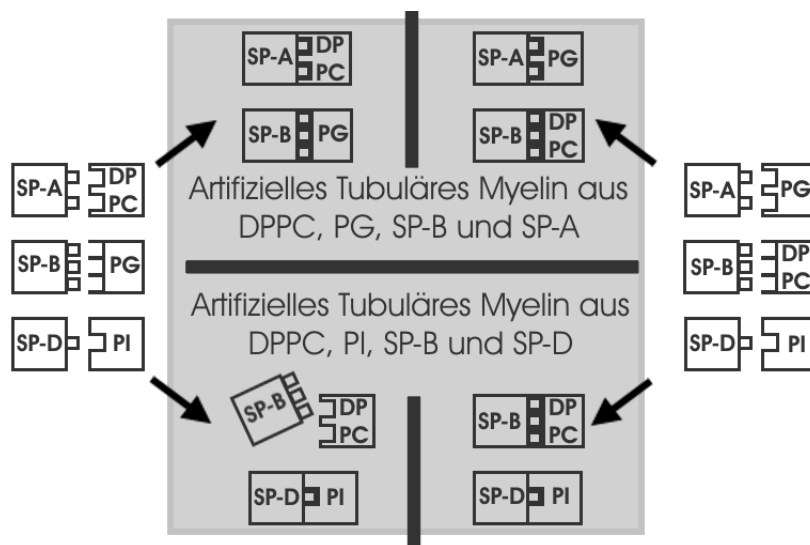 SP-A DP
PC
SP-A PG
SP-B PG
SP-B DP
PC
SP-A DP
PC
SP-B PG
SP-D PI
Artifizielles Tubuläres Myelin aus
DPPC, PG, SP-B und SP-A
SP-A PG
SP-B DP
PC
SP-D PI
Artifizielles Tubuläres Myelin aus
DPPC, PI, SP-B und SP-D
SP-B DP
PC
SP-B DP
PC
SP-D PI
SP-D PI